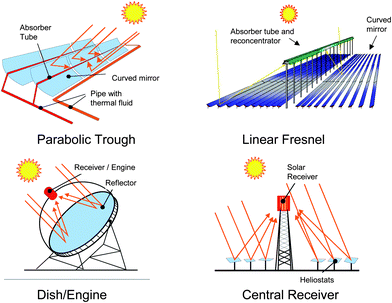 Absorber
Tube
Curved mirror
Pipe with
thermal fluid
Parabolic Trough
Absorber tube and
reconcentrator
Curved
mirror
Linear Fresnel
Receiver / Engine
Reflector
Dish/Engine
Solar
Receiver
Heliostats
Central Receiver